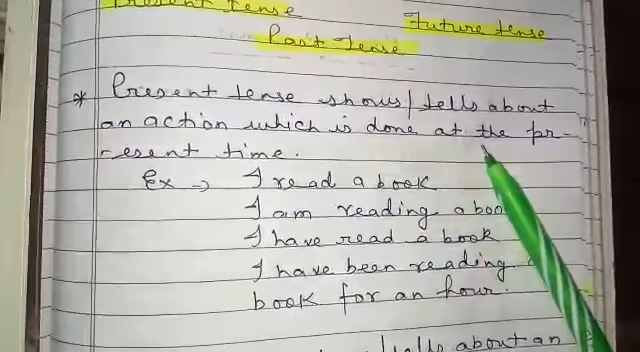 Present Tense
Future tense
Past Tense
* Present tense shows/tells about
an action which is done at the pr-
-esent time.
Ex → I read a book
I am reading a boo
I have read a book
I have been reading
book for an hour.
tells about an